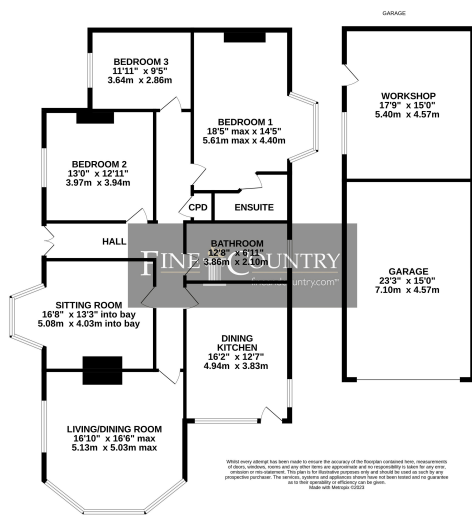 GARAGE
BEDROOM 3
11'11" x 9'5"
3.64m x 2.86m
BEDROOM 1
18'5" max x 14'5"
5.61m max x 4.40m
WORKSHOP
17'9" x 15'0"
5.40m x 4.57m
BEDROOM 2
13'0" x 12'11"
3.97m x 3.94m
CPD
ENSUITE
HALL
BATHROOM
12'8" x 6'11"
3.86m x 2.10m
FINE & COUNTRY
fineandcountry.com™
SITTING ROOM
16'8" x 13'3" into bay
5.08m x 4.03m into bay
GARAGE
23'3" x 15'0"
7.10m x 4.57m
DINING
KITCHEN
16'2" x 12'7"
4.94m x 3.83m
LIVING/DINING ROOM
16'10" x 16'6" max
5.13m x 5.03m max
Whilst every attempt has been made to ensure the accuracy of the floorplan contained here, measurements
of doors, windows, rooms and any other items are approximate and no responsibility is taken for any error,
omission or mis-statement. This plan is for illustrative purposes only and should be used as such by any
prospective purchaser. The services, systems and appliances shown have not been tested and no guarantee
as to their operability or efficiency can be given.
Made with Metropix ©2023